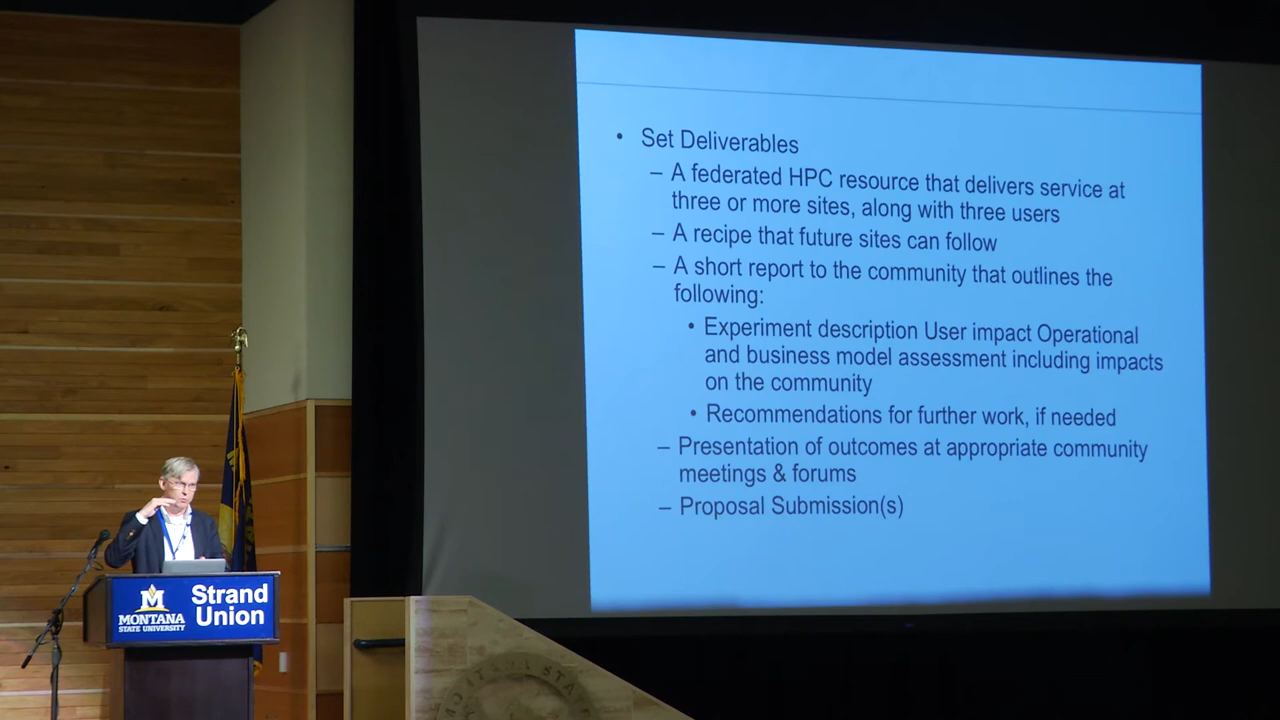 • Set Deliverables
– A federated HPC resource that delivers service at
three or more sites, along with three users
– A recipe that future sites can follow
– A short report to the community that outlines the
following:
• Experiment description User impact Operational
and business model assessment including impacts
on the community
• Recommendations for further work, if needed
– Presentation of outcomes at appropriate community
meetings & forums
– Proposal Submission(s)
M
MONTANA
STATE UNIVERSITY
Strand
Union